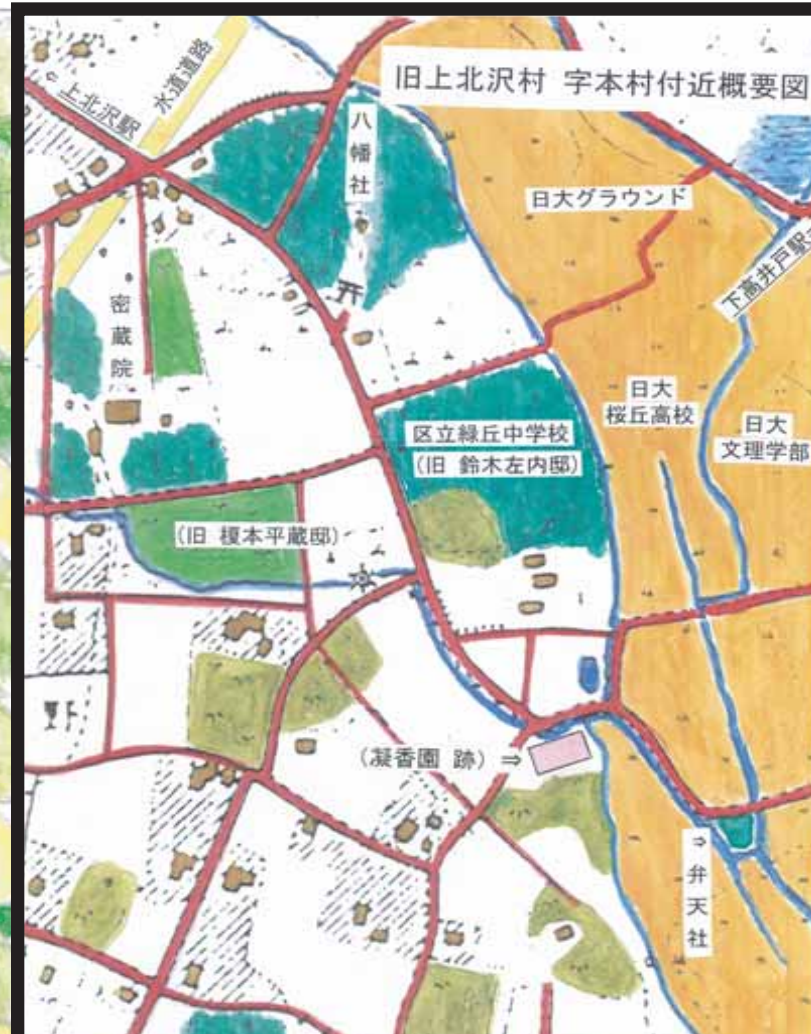 旧上北沢村 字本村付近概要図
水道道路
← 上北沢駅
八幡社
日大グラウンド
下高井戸駅⇒
密蔵院
日大
桜丘高校
日大
文理学部
区立緑丘中学校
(旧 鈴木左内邸)
(旧 榎本平蔵邸)
(凝香園 跡) ⇒
⇒弁天社